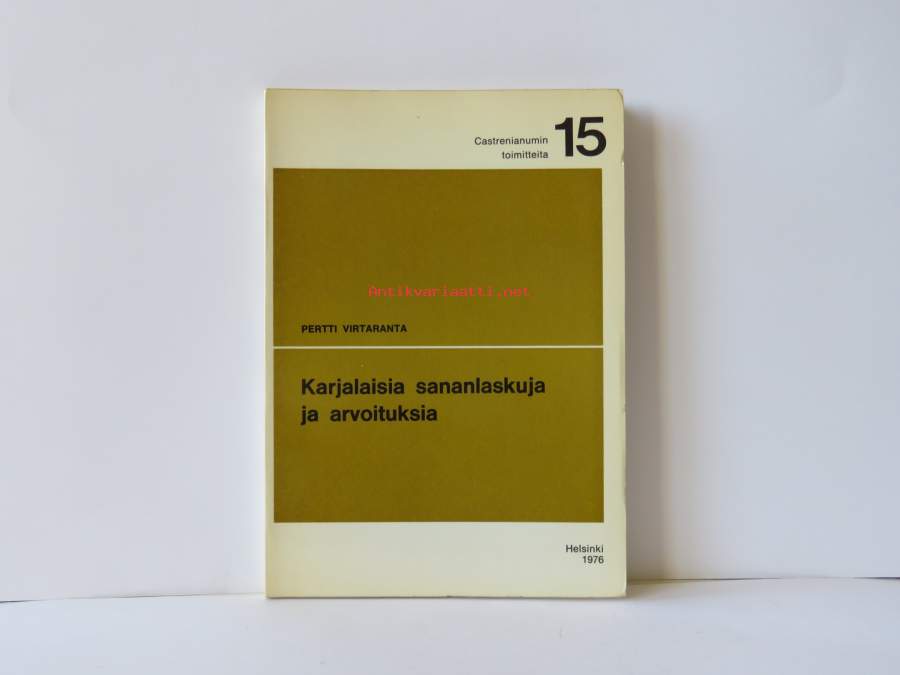 Castrenianumin 15
toimitteita
Antikvariaatti.net
PERTTI VIRTARANTA
Karjalaisia sananlaskuja
ja arvoituksia
Helsinki
1976